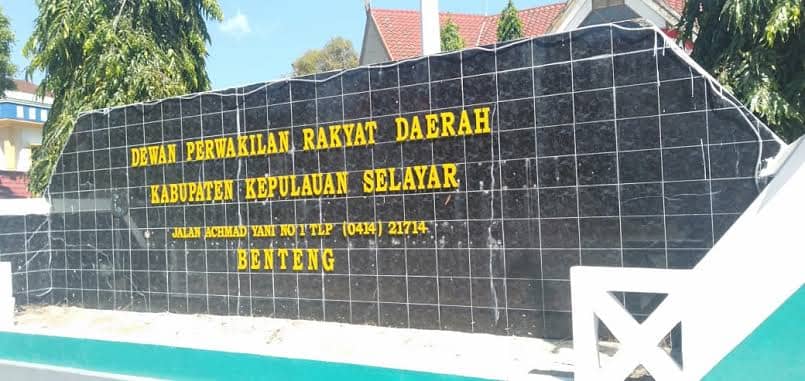 DEWAN PERWAKILAN RAKYAT DAERAH
KABUPATEN KEPULAUAN SELAYAR
JALAN ACHMAD YANI NO 1 TLP (0414) 21714
BENTENG